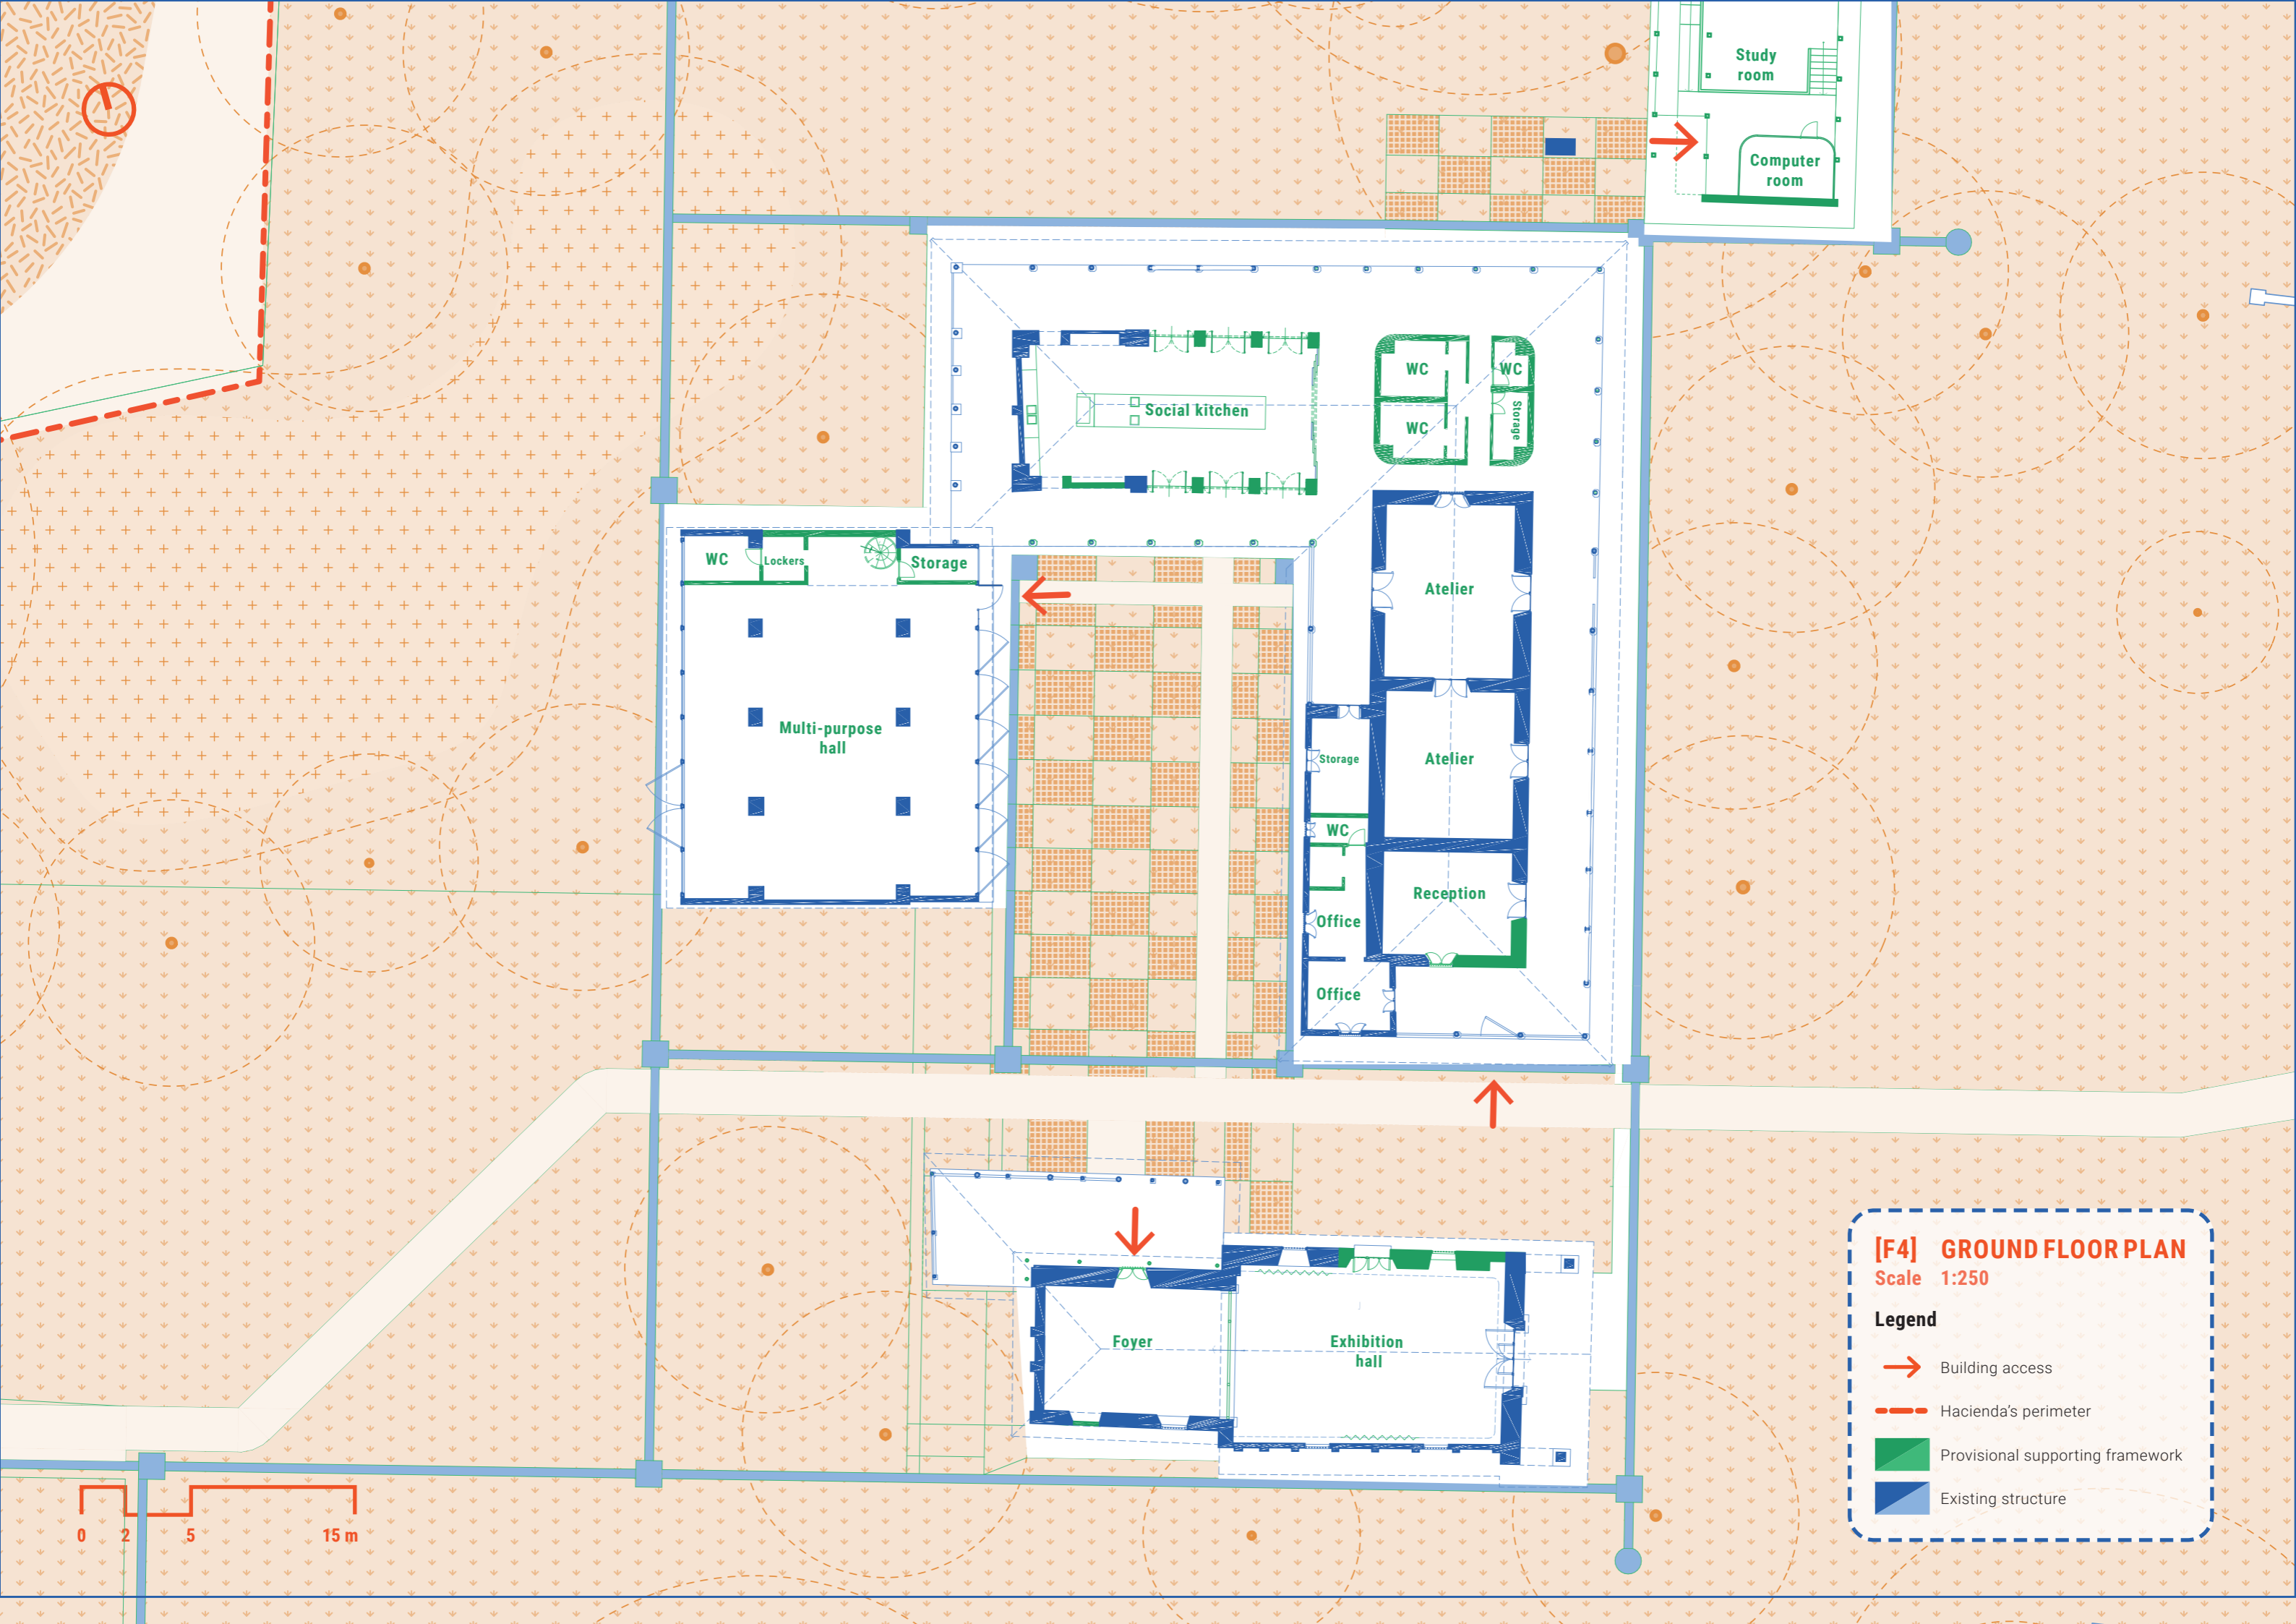 Study
room
Computer
room
Social kitchen
WC
WC
WC
Storage
WC
Lockers
Storage
Atelier
Multi-purpose
hall
Storage
Atelier
WC
Reception
Office
Office
Foyer
Exhibition
hall
[F4] GROUND FLOOR PLAN
Scale 1:250
Legend
Building access
Hacienda's perimeter
Provisional supporting framework
Existing structure
0 2 5 15 m